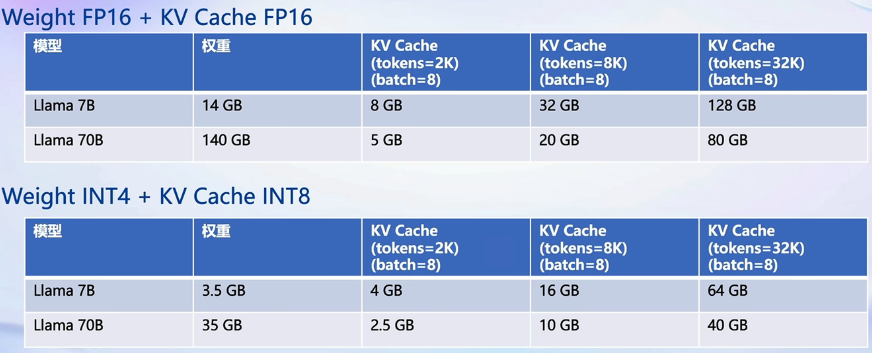 Weight FP16 + KV Cache FP16
模型 权重 KV Cache (tokens=2K) (batch=8) KV Cache (tokens=8K) (batch=8) KV Cache (tokens=32K) (batch=8)
Llama 7B 14 GB 8 GB 32 GB 128 GB
Llama 70B 140 GB 5 GB 20 GB 80 GB
Weight INT4 + KV Cache INT8
模型 权重 KV Cache (tokens=2K) (batch=8) KV Cache (tokens=8K) (batch=8) KV Cache (tokens=32K) (batch=8)
Llama 7B 3.5 GB 4 GB 16 GB 64 GB
Llama 70B 35 GB 2.5 GB 10 GB 40 GB